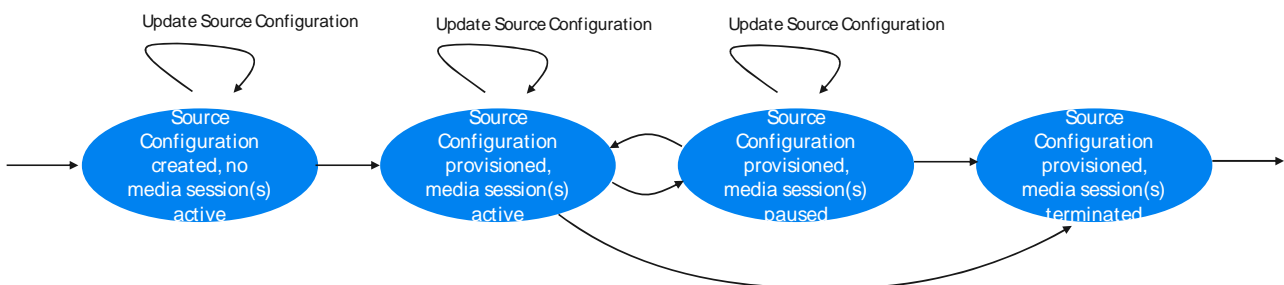 Update Source Configuration
Update Source Configuration
Update Source Configuration
Source
Configuration
created, no
media session(s)
active
Source
Configuration
provisioned,
media session(s)
active
Source
Configuration
provisioned,
media session(s)
paused
Source
Configuration
provisioned,
media session(s)
terminated